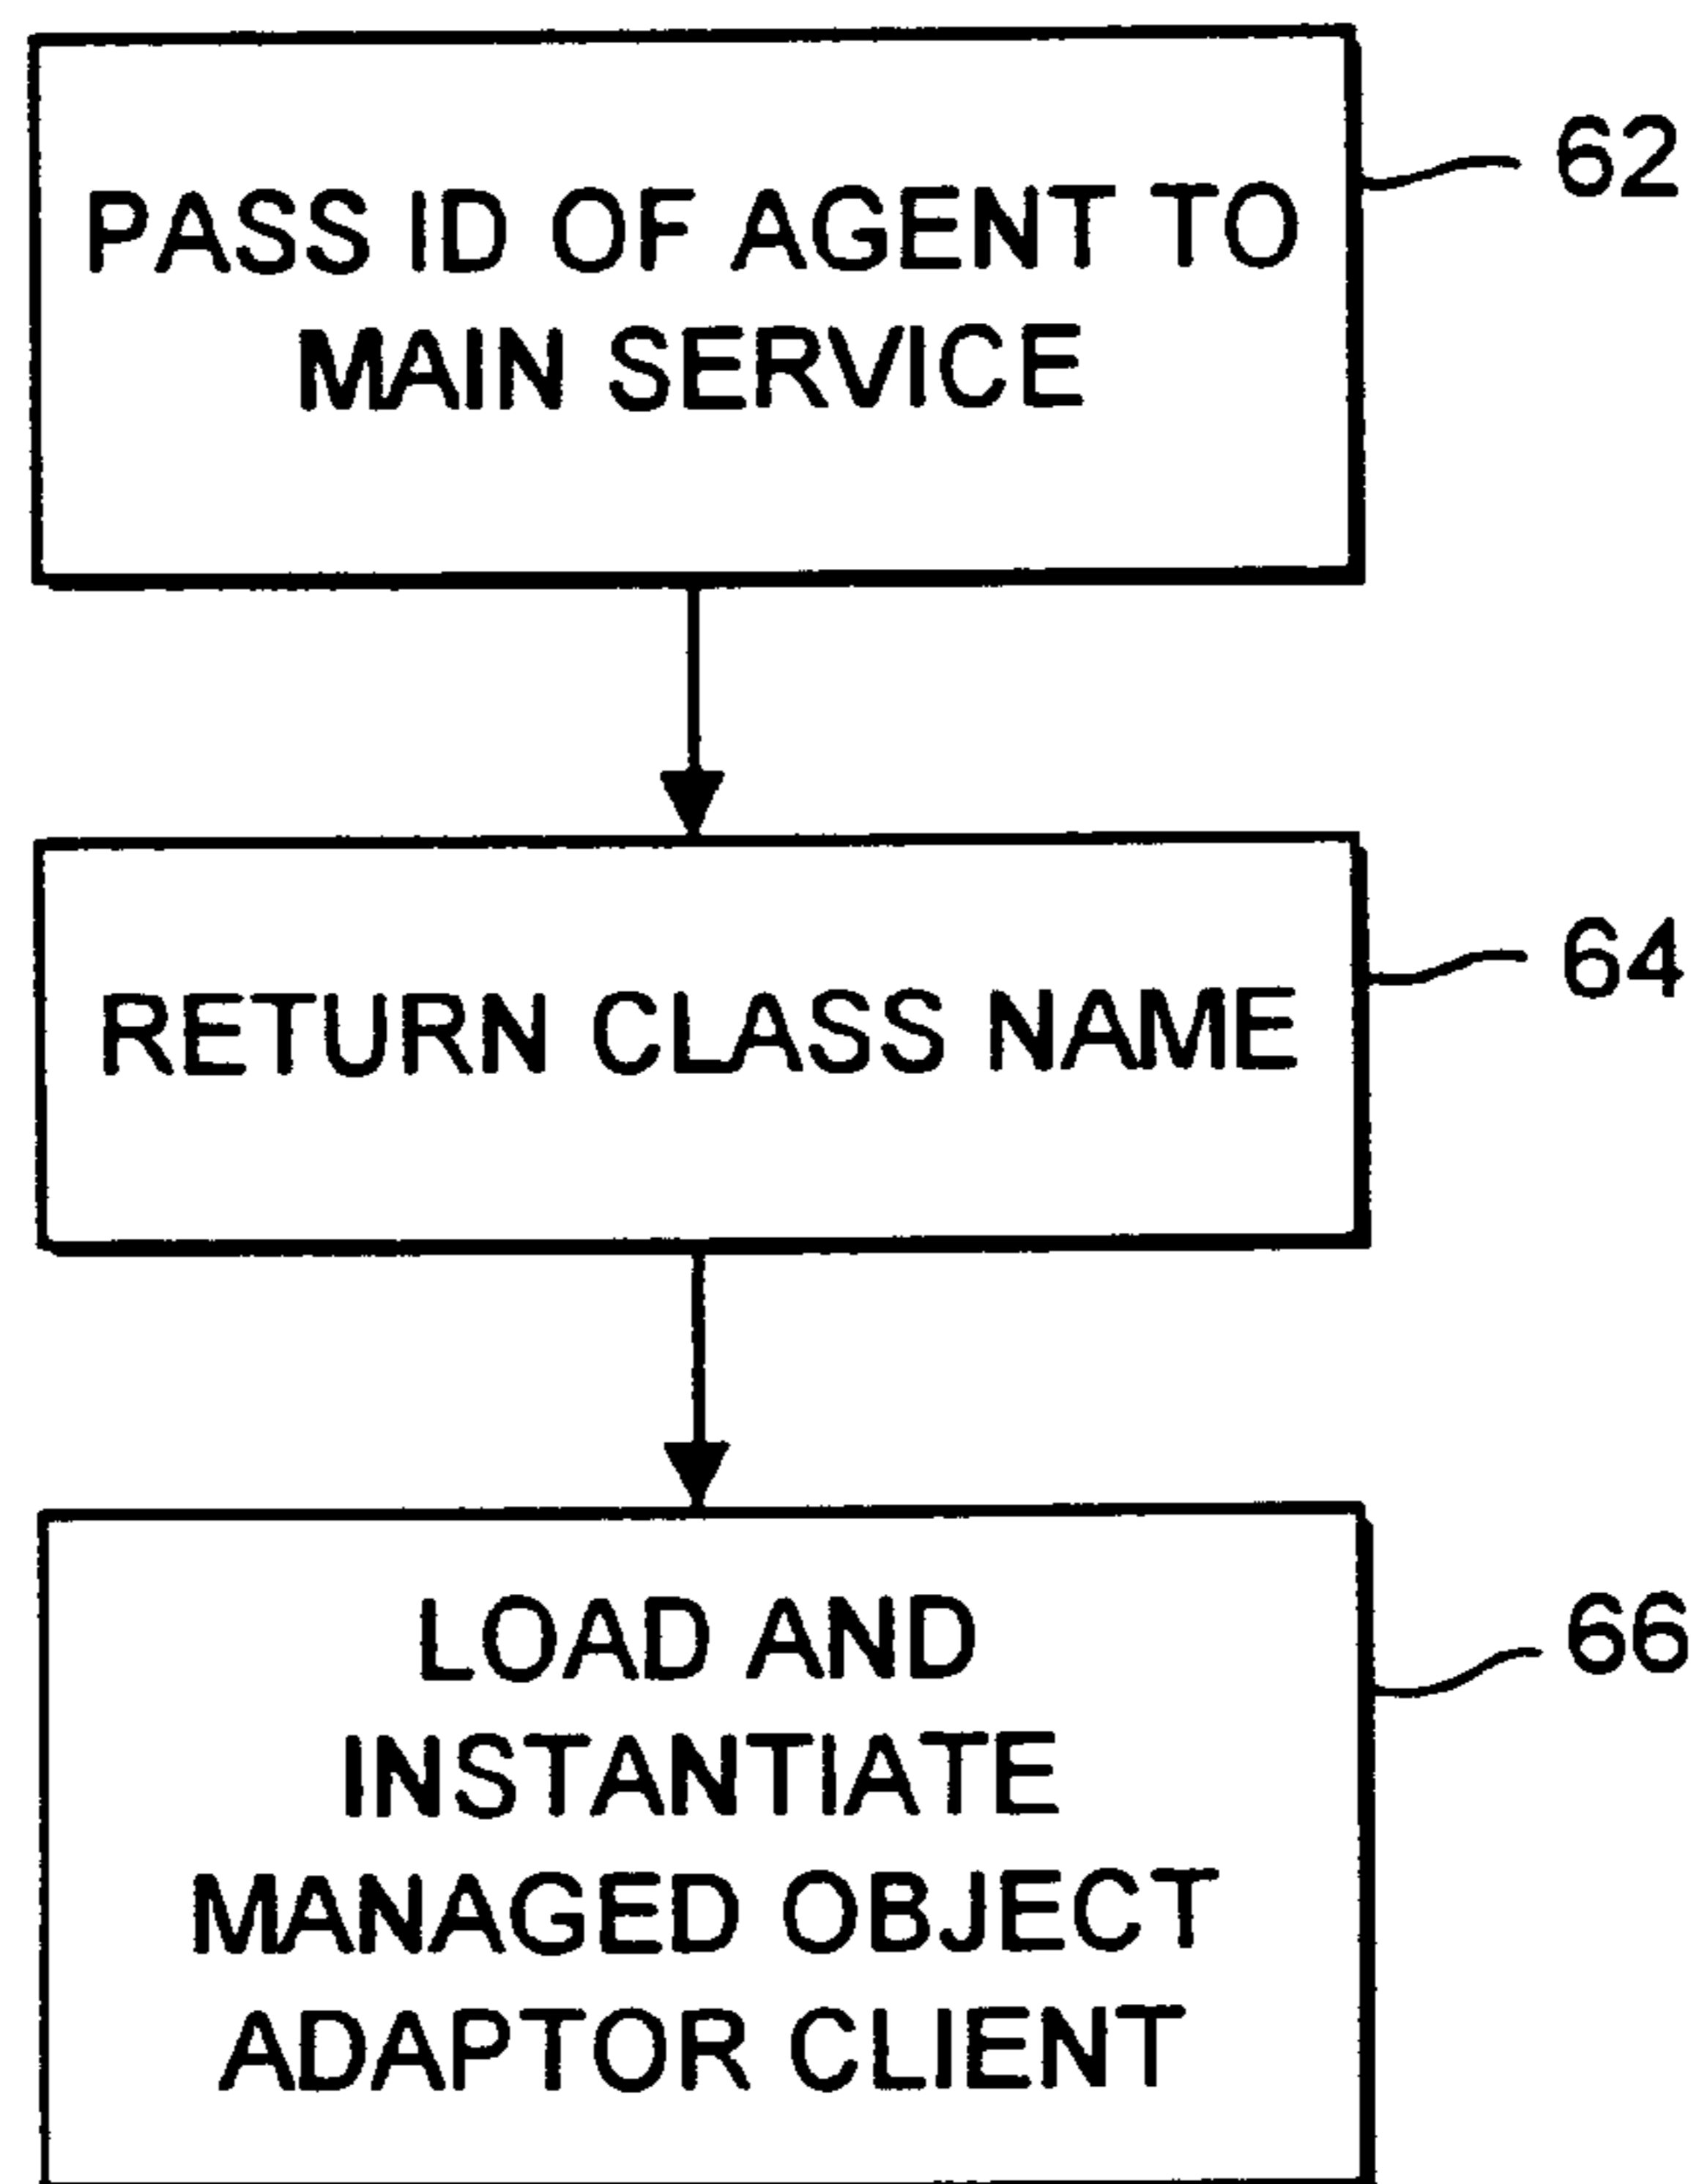 PASS ID OF AGENT TO
MAIN SERVICE
62
RETURN CLASS NAME
64
LOAD AND
INSTANTIATE
MANAGED OBJECT
ADAPTOR CLIENT
66